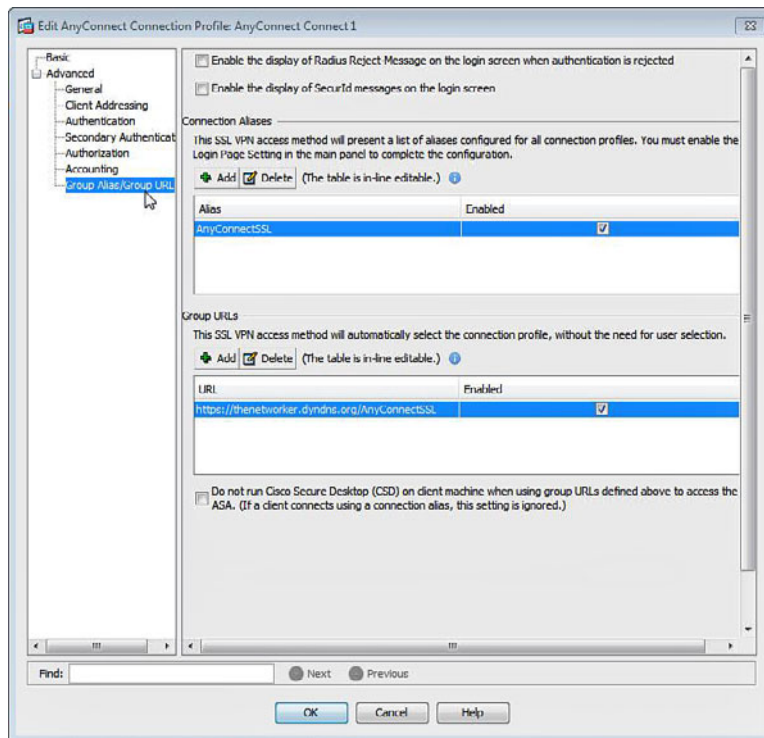 Edit AnyConnect Connection Profile: AnyConnect Connect1
Basic
Advanced
General
Client Addressing
Authentication
Secondary Authenticat
Authorization
Accounting
Group Alias/Group URL
Enable the display of Radius Reject Message on the login screen when authentication is rejected
Enable the display of SecurId messages on the login screen
Connection Aliases
This SSL VPN access method will present a list of aliases configured for all connection profiles. You must enable the
Login Page Setting in the main panel to complete the configuration.
Add Delete (The table is in-line editable.)
Alias Enabled
AnyConnectSSL
Group URLs
This SSL VPN access method will automatically select the connection profile, without the need for user selection.
Add Delete (The table is in-line editable.)
URL Enabled
https://thenetworker.dyndns.org/AnyConnectSSL
Do not run Cisco Secure Desktop (CSD) on client machine when using group URLs defined above to access the
ASA. (If a client connects using a connection alias, this setting is ignored.)
Find: Next Previous
OK Cancel Help